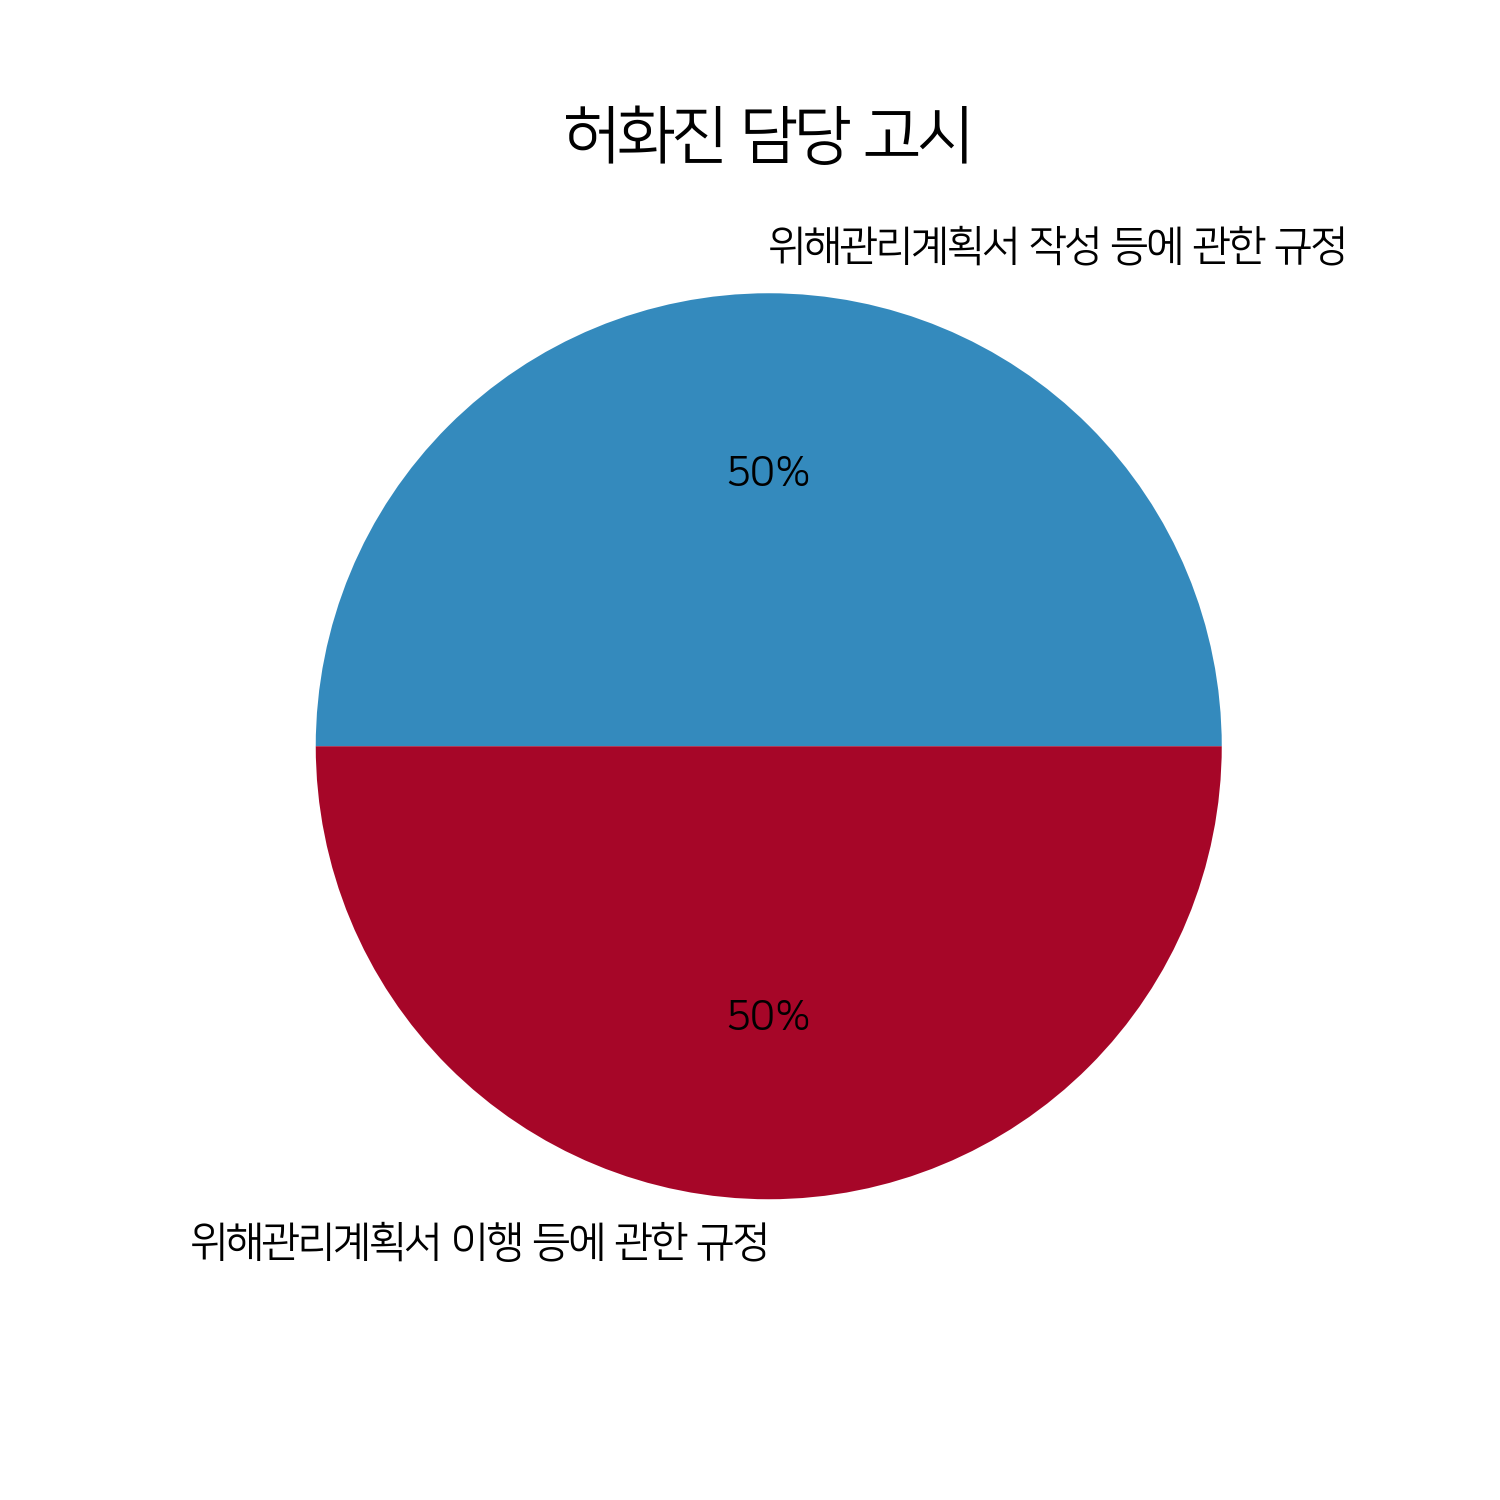 허화진 담당 고시
위해관리계획서 작성 등에 관한 규정
50%
50%
위해관리계획서 이행 등에 관한 규정